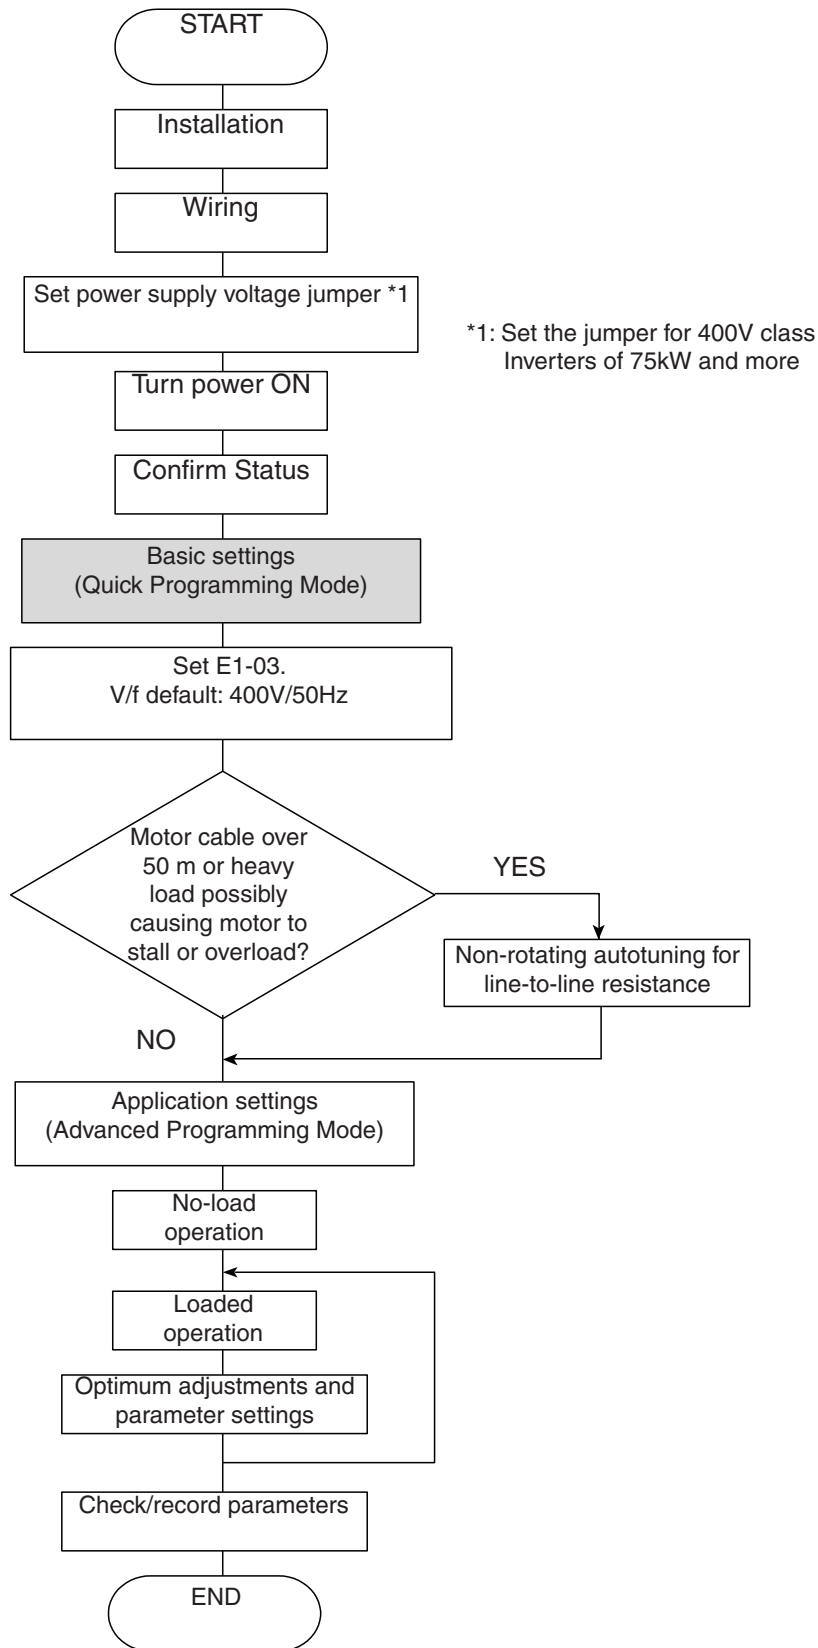 START
Installation
Wiring
Set power supply voltage jumper *1
*1: Set the jumper for 400V class
Inverters of 75kW and more
Turn power ON
Confirm Status
Basic settings
(Quick Programming Mode)
Set E1-03.
V/f default: 400V/50Hz
Motor cable over
50 m or heavy
load possibly
causing motor to
stall or overload?
YES
Non-rotating autotuning for
line-to-line resistance
NO
Application settings
(Advanced Programming Mode)
No-load
operation
Loaded
operation
Optimum adjustments and
parameter settings
Check/record parameters
END